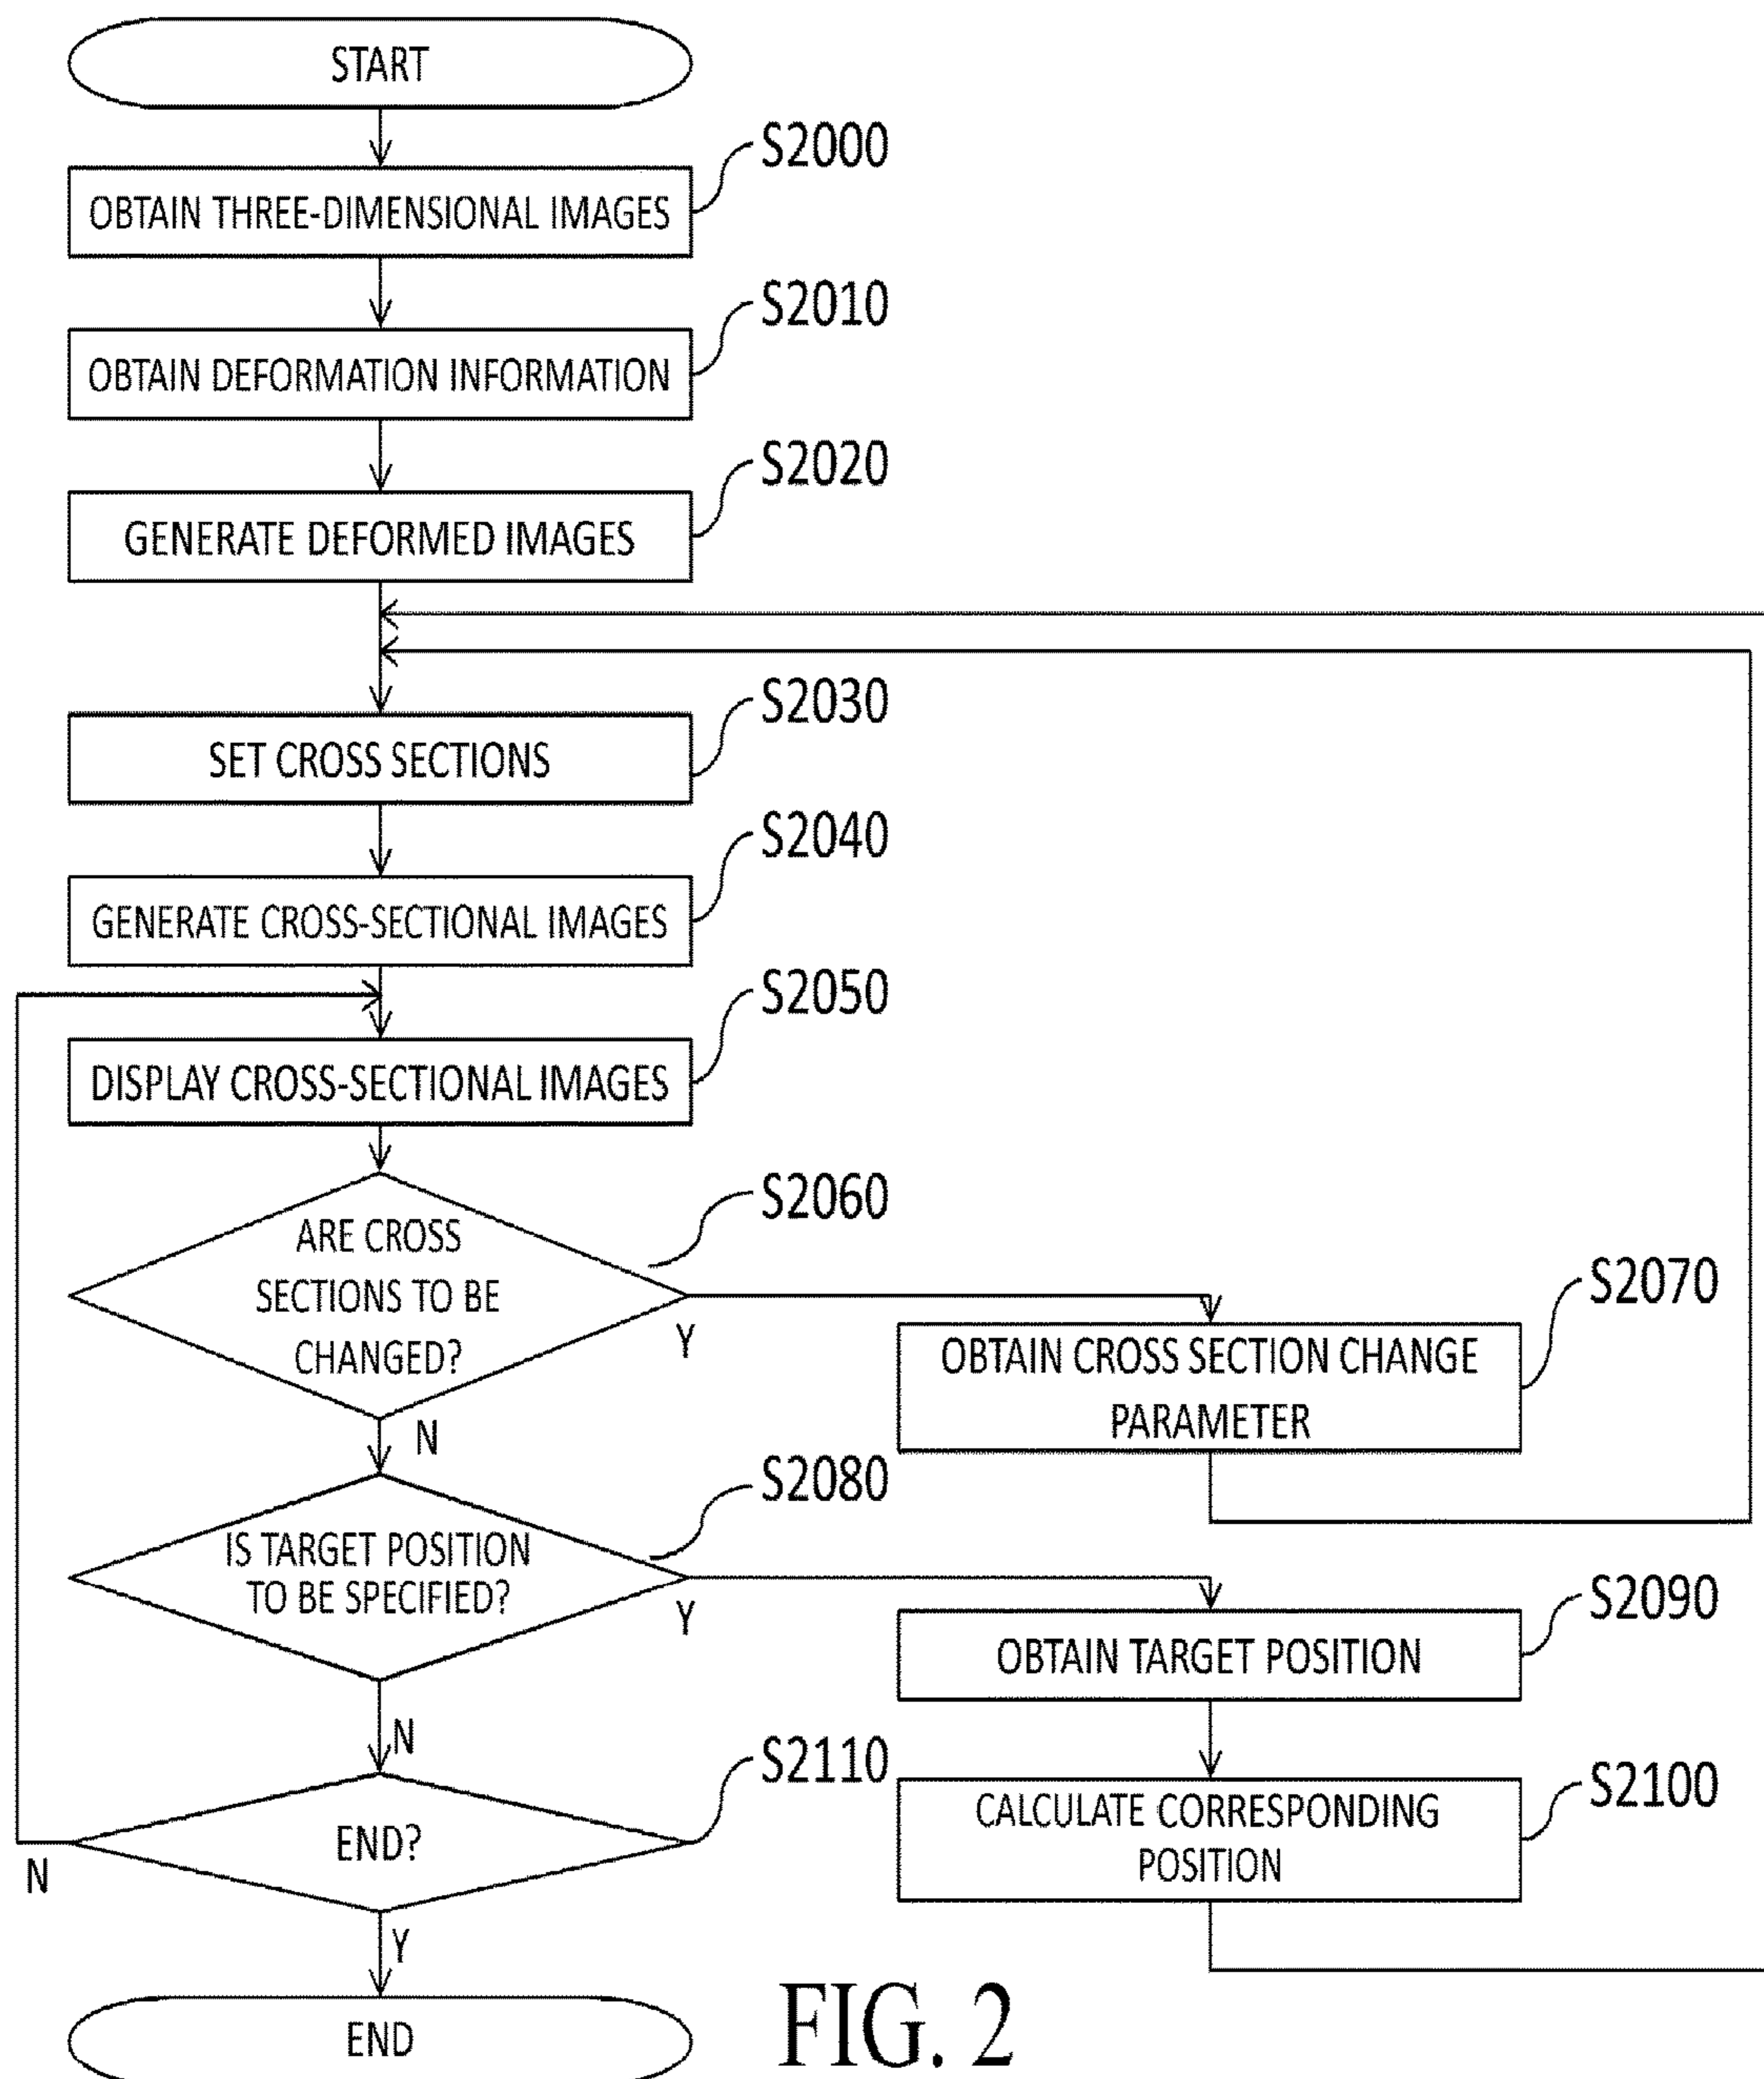 START
S2000
OBTAIN THREE-DIMENSIONAL IMAGES
S2010
OBTAIN DEFORMATION INFORMATION
S2020
GENERATE DEFORMED IMAGES
S2030
SET CROSS SECTIONS
S2040
GENERATE CROSS-SECTIONAL IMAGES
S2050
DISPLAY CROSS-SECTIONAL IMAGES
S2060
ARE CROSS
SECTIONS TO BE
CHANGED?
Y
N
S2070
OBTAIN CROSS SECTION CHANGE
PARAMETER
S2080
IS TARGET POSITION
TO BE SPECIFIED?
Y
N
S2090
OBTAIN TARGET POSITION
S2100
CALCULATE CORRESPONDING
POSITION
S2110
END?
N
Y
END
FIG. 2